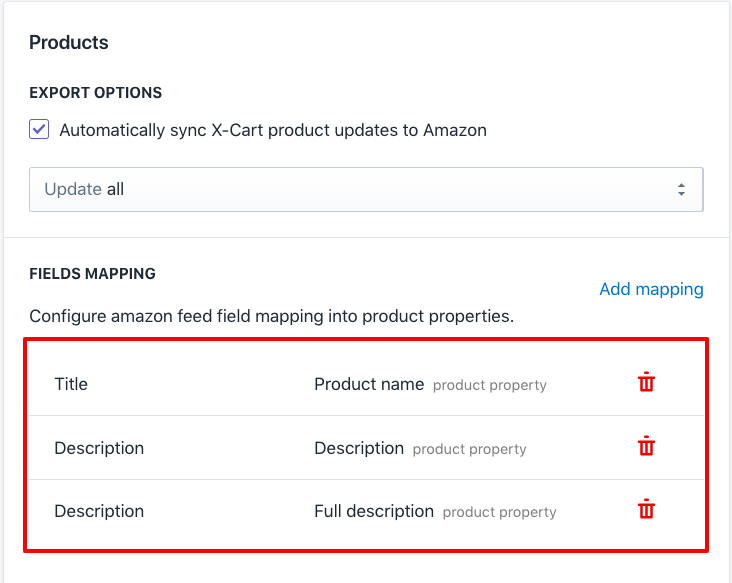 Products
EXPORT OPTIONS
Automatically sync X-Cart product updates to Amazon
Update all
FIELDS MAPPING
Add mapping
Configure amazon feed field mapping into product properties.
Title Product name product property
Description Description product property
Description Full description product property